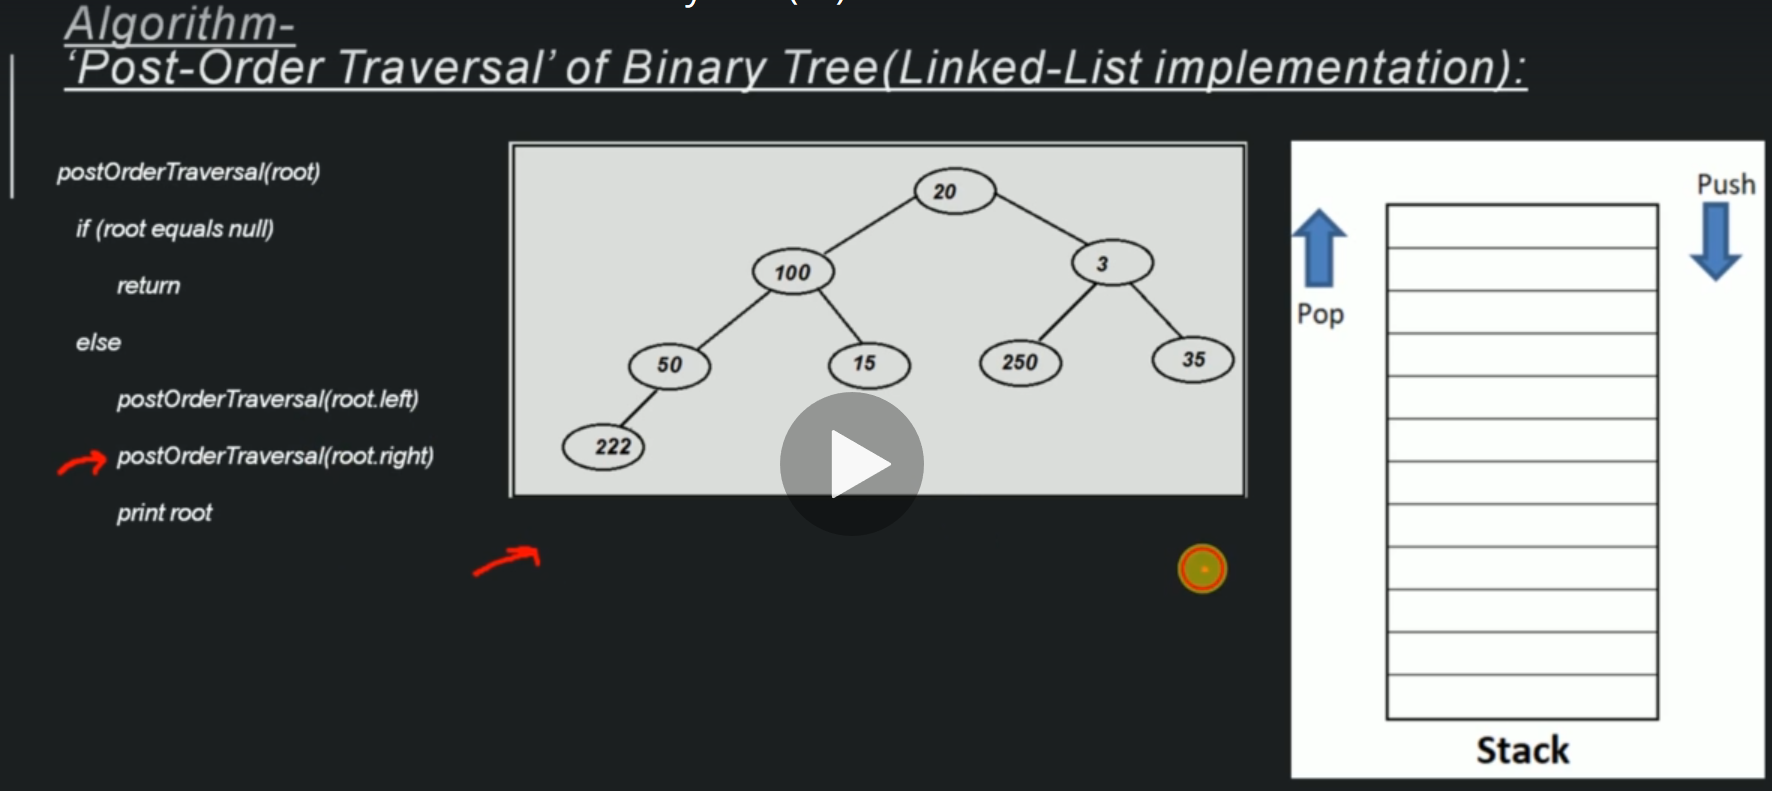 Algorithm-
‘Post-Order Traversal’ of Binary Tree(Linked-List implementation):
postOrderTraversal(root)
if (root equals null)
return
else
postOrderTraversal(root.left)
postOrderTraversal(root.right)
print root
20
100
3
50
15
250
35
222
Push
Pop
Stack